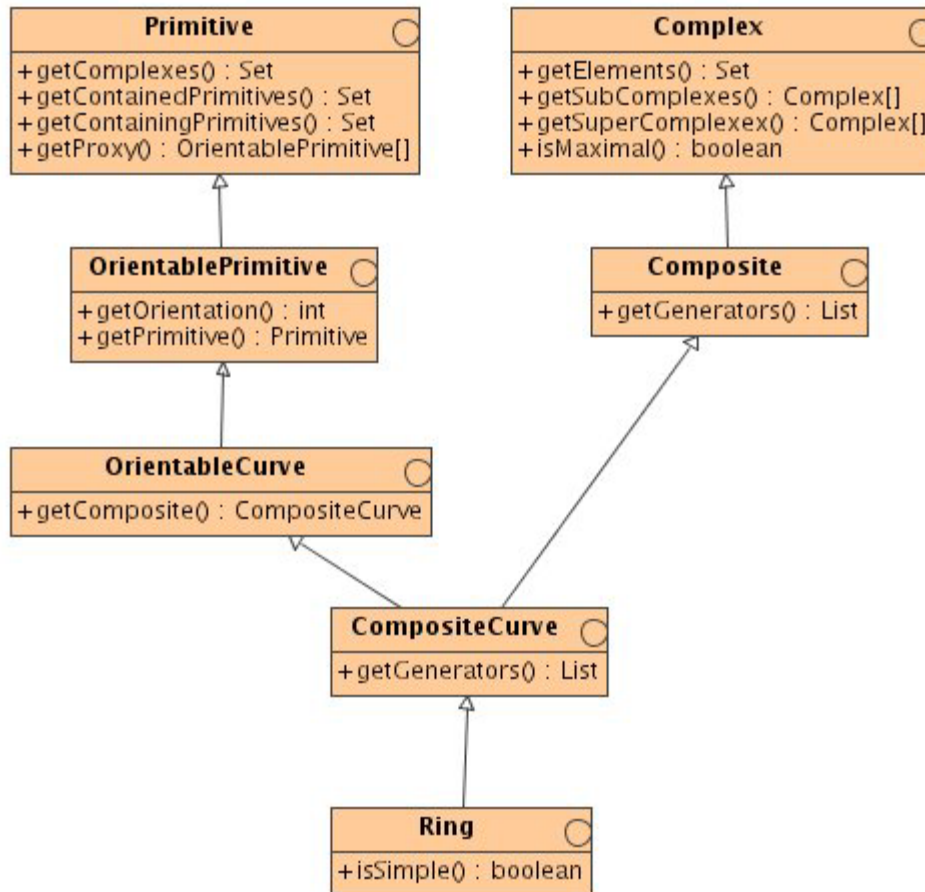 Primitive
+getComplexes() : Set
+getContainedPrimitives() : Set
+getContainingPrimitives() : Set
+getProxy() : OrientablePrimitive[]
Complex
+getElements() : Set
+getSubComplexes() : Complex[]
+getSuperComplexex() : Complex[]
+isMaximal() : boolean
OrientablePrimitive
+getOrientation() : int
+getPrimitive() : Primitive
Composite
+getGenerators() : List
OrientableCurve
+getComposite() : CompositeCurve
CompositeCurve
+getGenerators() : List
Ring
+isSimple() : boolean